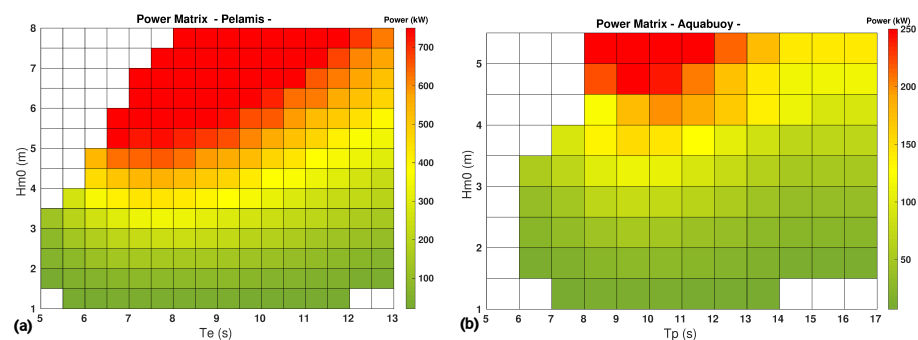 Power Matrix - Pelamis -
Power (kW)
8
7
6
5
4
3
2
1
Hm0 (m)
5 6 7 8 9 10 11 12 13
Te (s)
700
600
500
400
300
200
100
(a)
Power Matrix - Aquabuoy -
Power (kW)
5
4
3
2
1
Hm0 (m)
5 6 7 8 9 10 11 12 13 14 15 16 17
Tp (s)
250
200
150
100
50
(b)